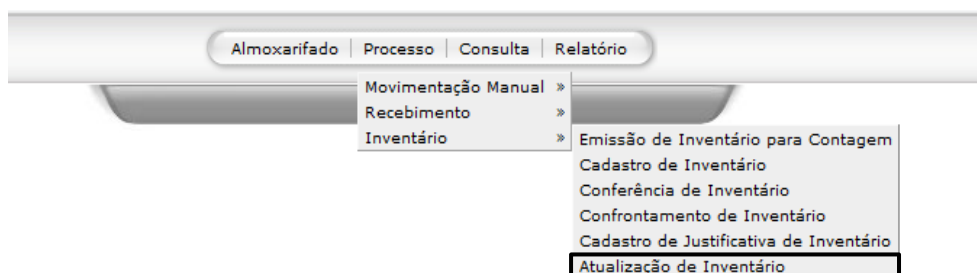 Almoxarifado | Processo | Consulta | Relatório
Movimentação Manual »
Recebimento »
Inventário »
Emissão de Inventário para Contagem
Cadastro de Inventário
Conferência de Inventário
Confrontamento de Inventário
Cadastro de Justificativa de Inventário
Atualização de Inventário